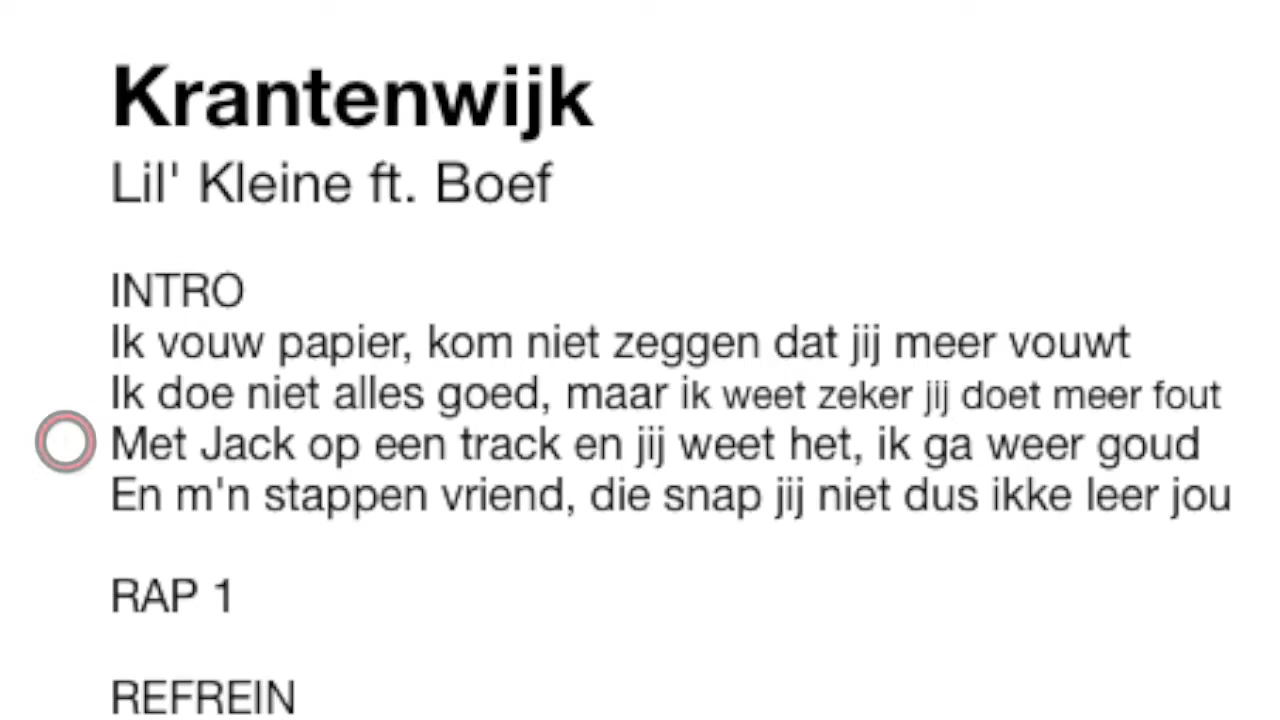 Krantenwijk
Lil' Kleine ft. Boef
INTRO
Ik vouw papier, kom niet zeggen dat jij meer vouwt
Ik doe niet alles goed, maar ik weet zeker jij doet meer fout
Met Jack op een track en jij weet het, ik ga weer goud
En m'n stappen vriend, die snap jij niet dus ikke leer jou
RAP 1
REFREIN